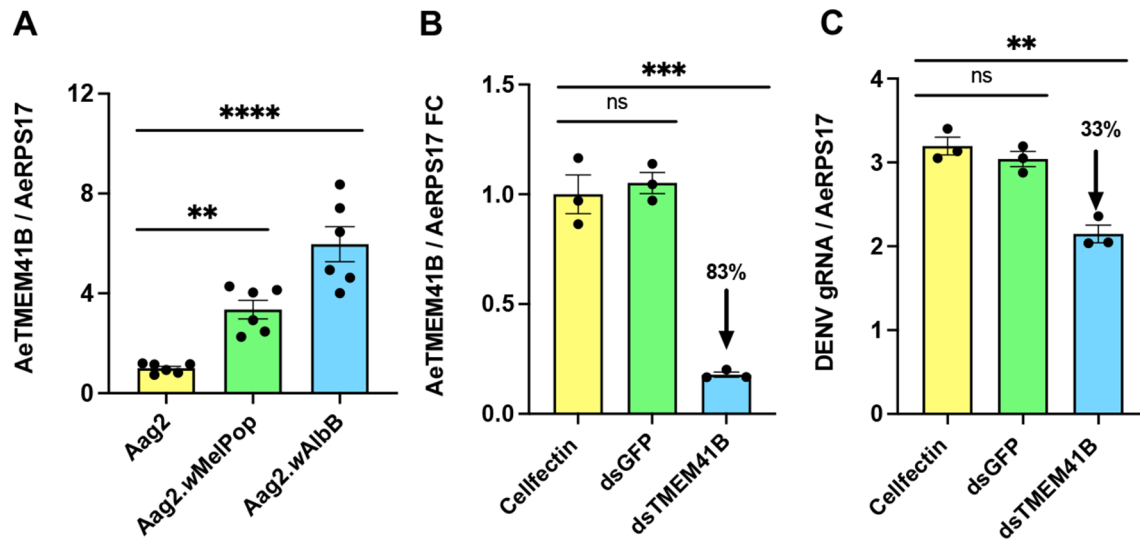 A
AeTMEM41B / AeRPS17
12
8
4
0
****
**
Aag2
Aag2.wMelPop
Aag2.wAlbB
B
AeTMEM41B / AeRPS17 FC
1.5
1.0
0.5
0.0
***
ns
83%
Cellfectin
dsGFP
dsTMEM41B
C
DENV gRNA / AeRPS17
4
3
2
1
0
**
ns
33%
Cellfectin
dsGFP
dsTMEM41B